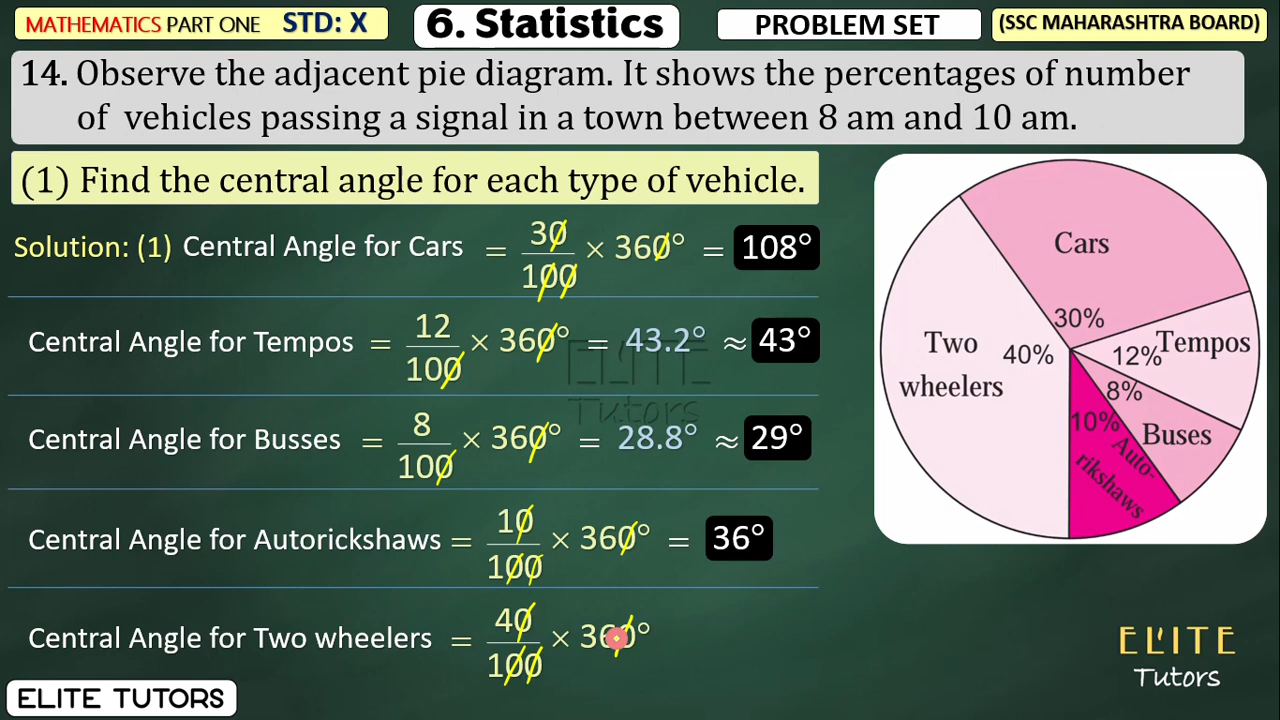 MATHEMATICS PART ONE STD: X
6. Statistics
PROBLEM SET
(SSC MAHARASHTRA BOARD)
14. Observe the adjacent pie diagram. It shows the percentages of number
of vehicles passing a signal in a town between 8 am and 10 am.
(1) Find the central angle for each type of vehicle.
Solution: (1) Central Angle for Cars = 30/100 × 360° = 108°
Central Angle for Tempos = 12/100 × 360° = 43.2° ≈ 43°
Central Angle for Busses = 8/100 × 360° = 28.8° ≈ 29°
Central Angle for Autorickshaws = 10/100 × 360° = 36°
Central Angle for Two wheelers = 40/100 × 360°
ELITE
Tutors
Cars
30%
Two
wheelers
40%
12% Tempos
8%
Buses
10%
Auto-
rikshaws
ELITE
Tutors
ELITE TUTORS